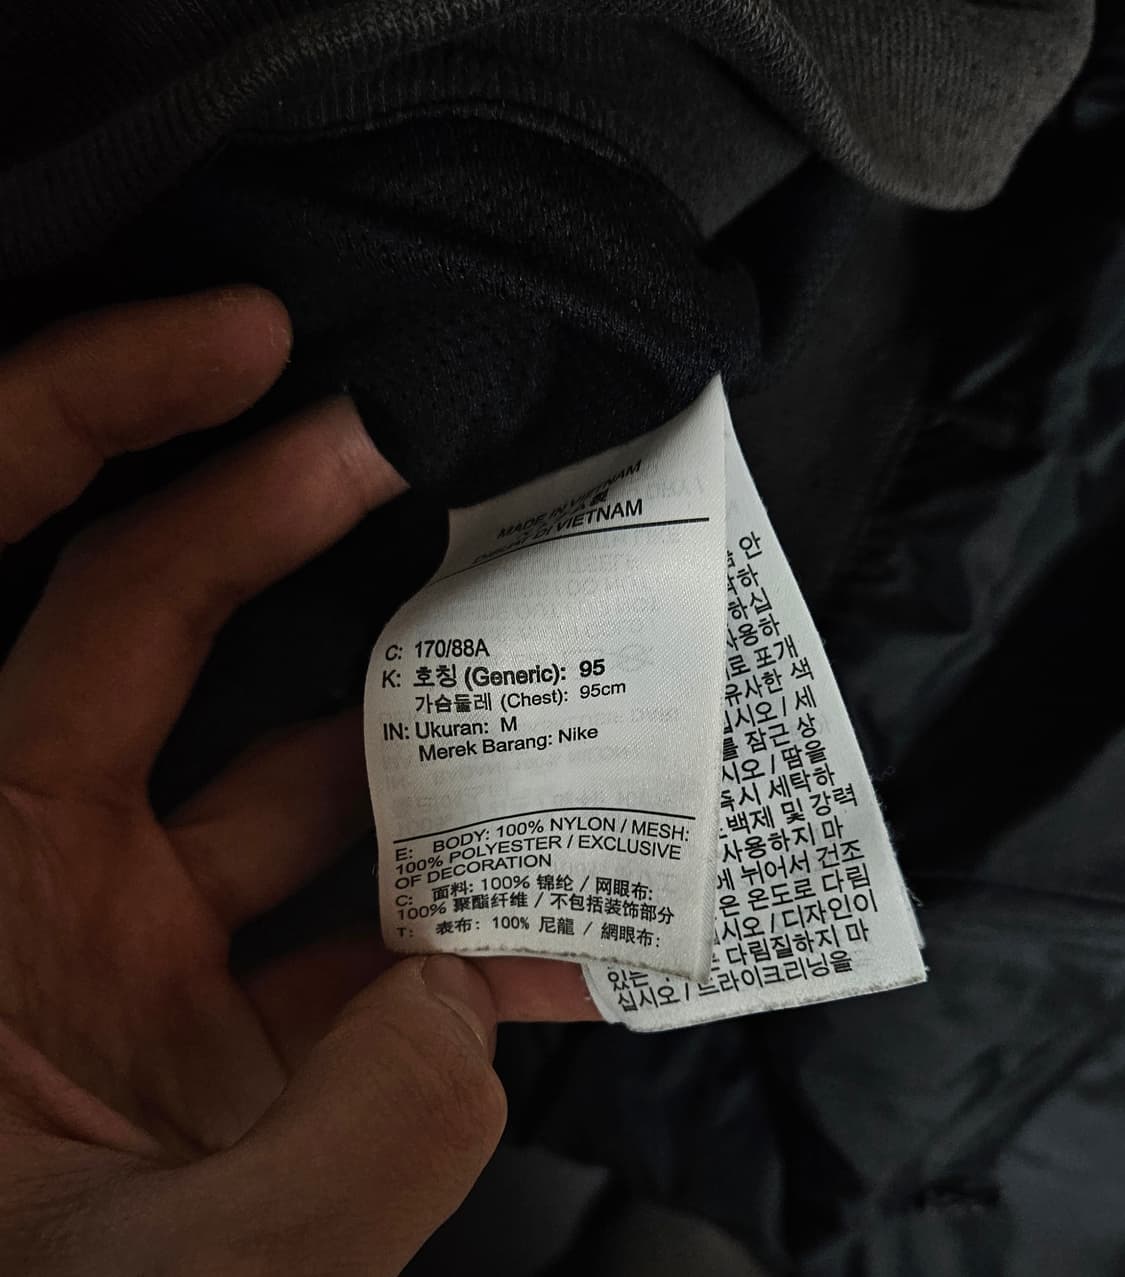 MADE IN VIETNAM
DIBUAT DI VIETNAM
C: 170/88A
K: 호칭 (Generic): 95
가슴둘레 (Chest): 95cm
IN: Ukuran: M
Merek Barang: Nike
E: BODY: 100% NYLON / MESH:
100% POLYESTER / EXCLUSIVE
OF DECORATION
C: 面料: 100% 锦纶 / 网眼布:
100% 聚酯纤维 / 不包括装饰部分
T: 表布: 100% 尼龍 / 網眼布:
안
하
하십
사용하
로 포개
유사한 색
십시오 / 세
를 잠근 상
시오 / 땀을
즉시 세탁하
표백제 및 강력
사용하지 마
에 뉘어서 건조
은 온도로 다림
십시오 / 디자인이
있는 다림질하지 마
십시오 / 드라이크리닝을